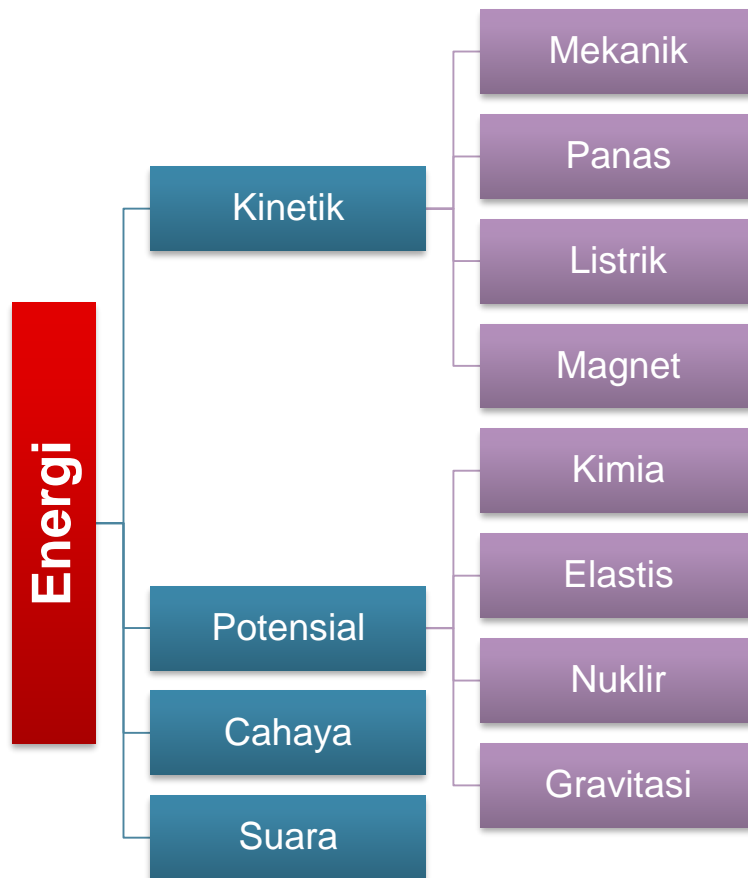 Energi
Kinetik
Mekanik
Panas
Listrik
Magnet
Potensial
Kimia
Elastis
Nuklir
Gravitasi
Cahaya
Suara